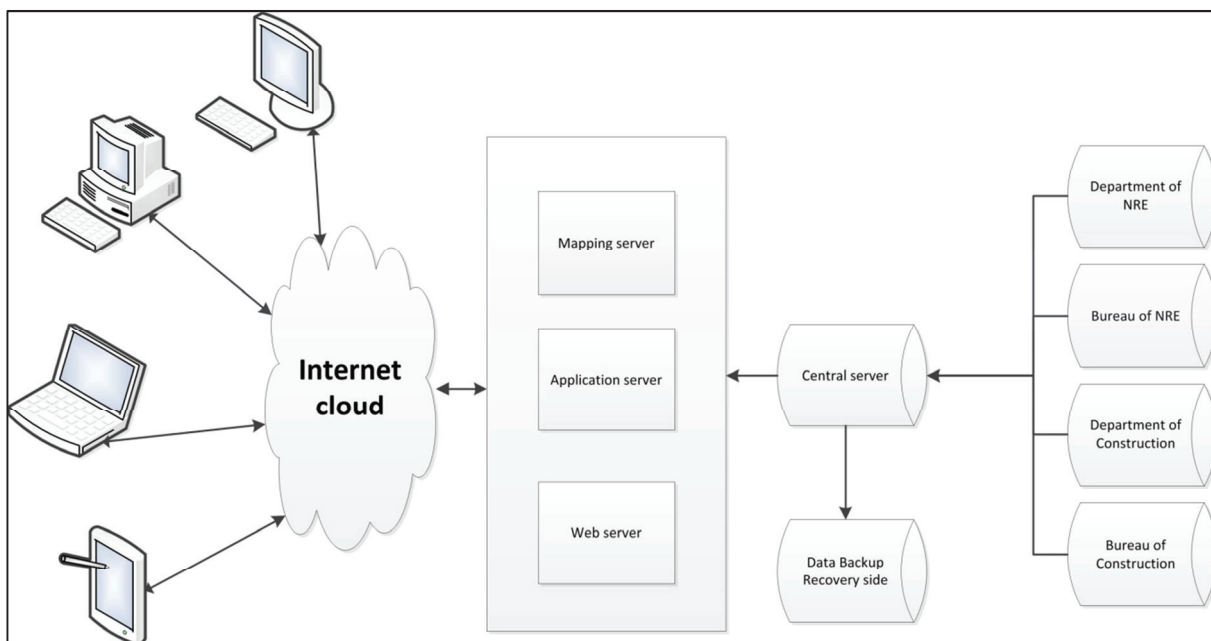 Internet
cloud
Mapping server
Application server
Web server
Central server
Data Backup
Recovery side
Department of
NRE
Bureau of NRE
Department of
Construction
Bureau of
Construction